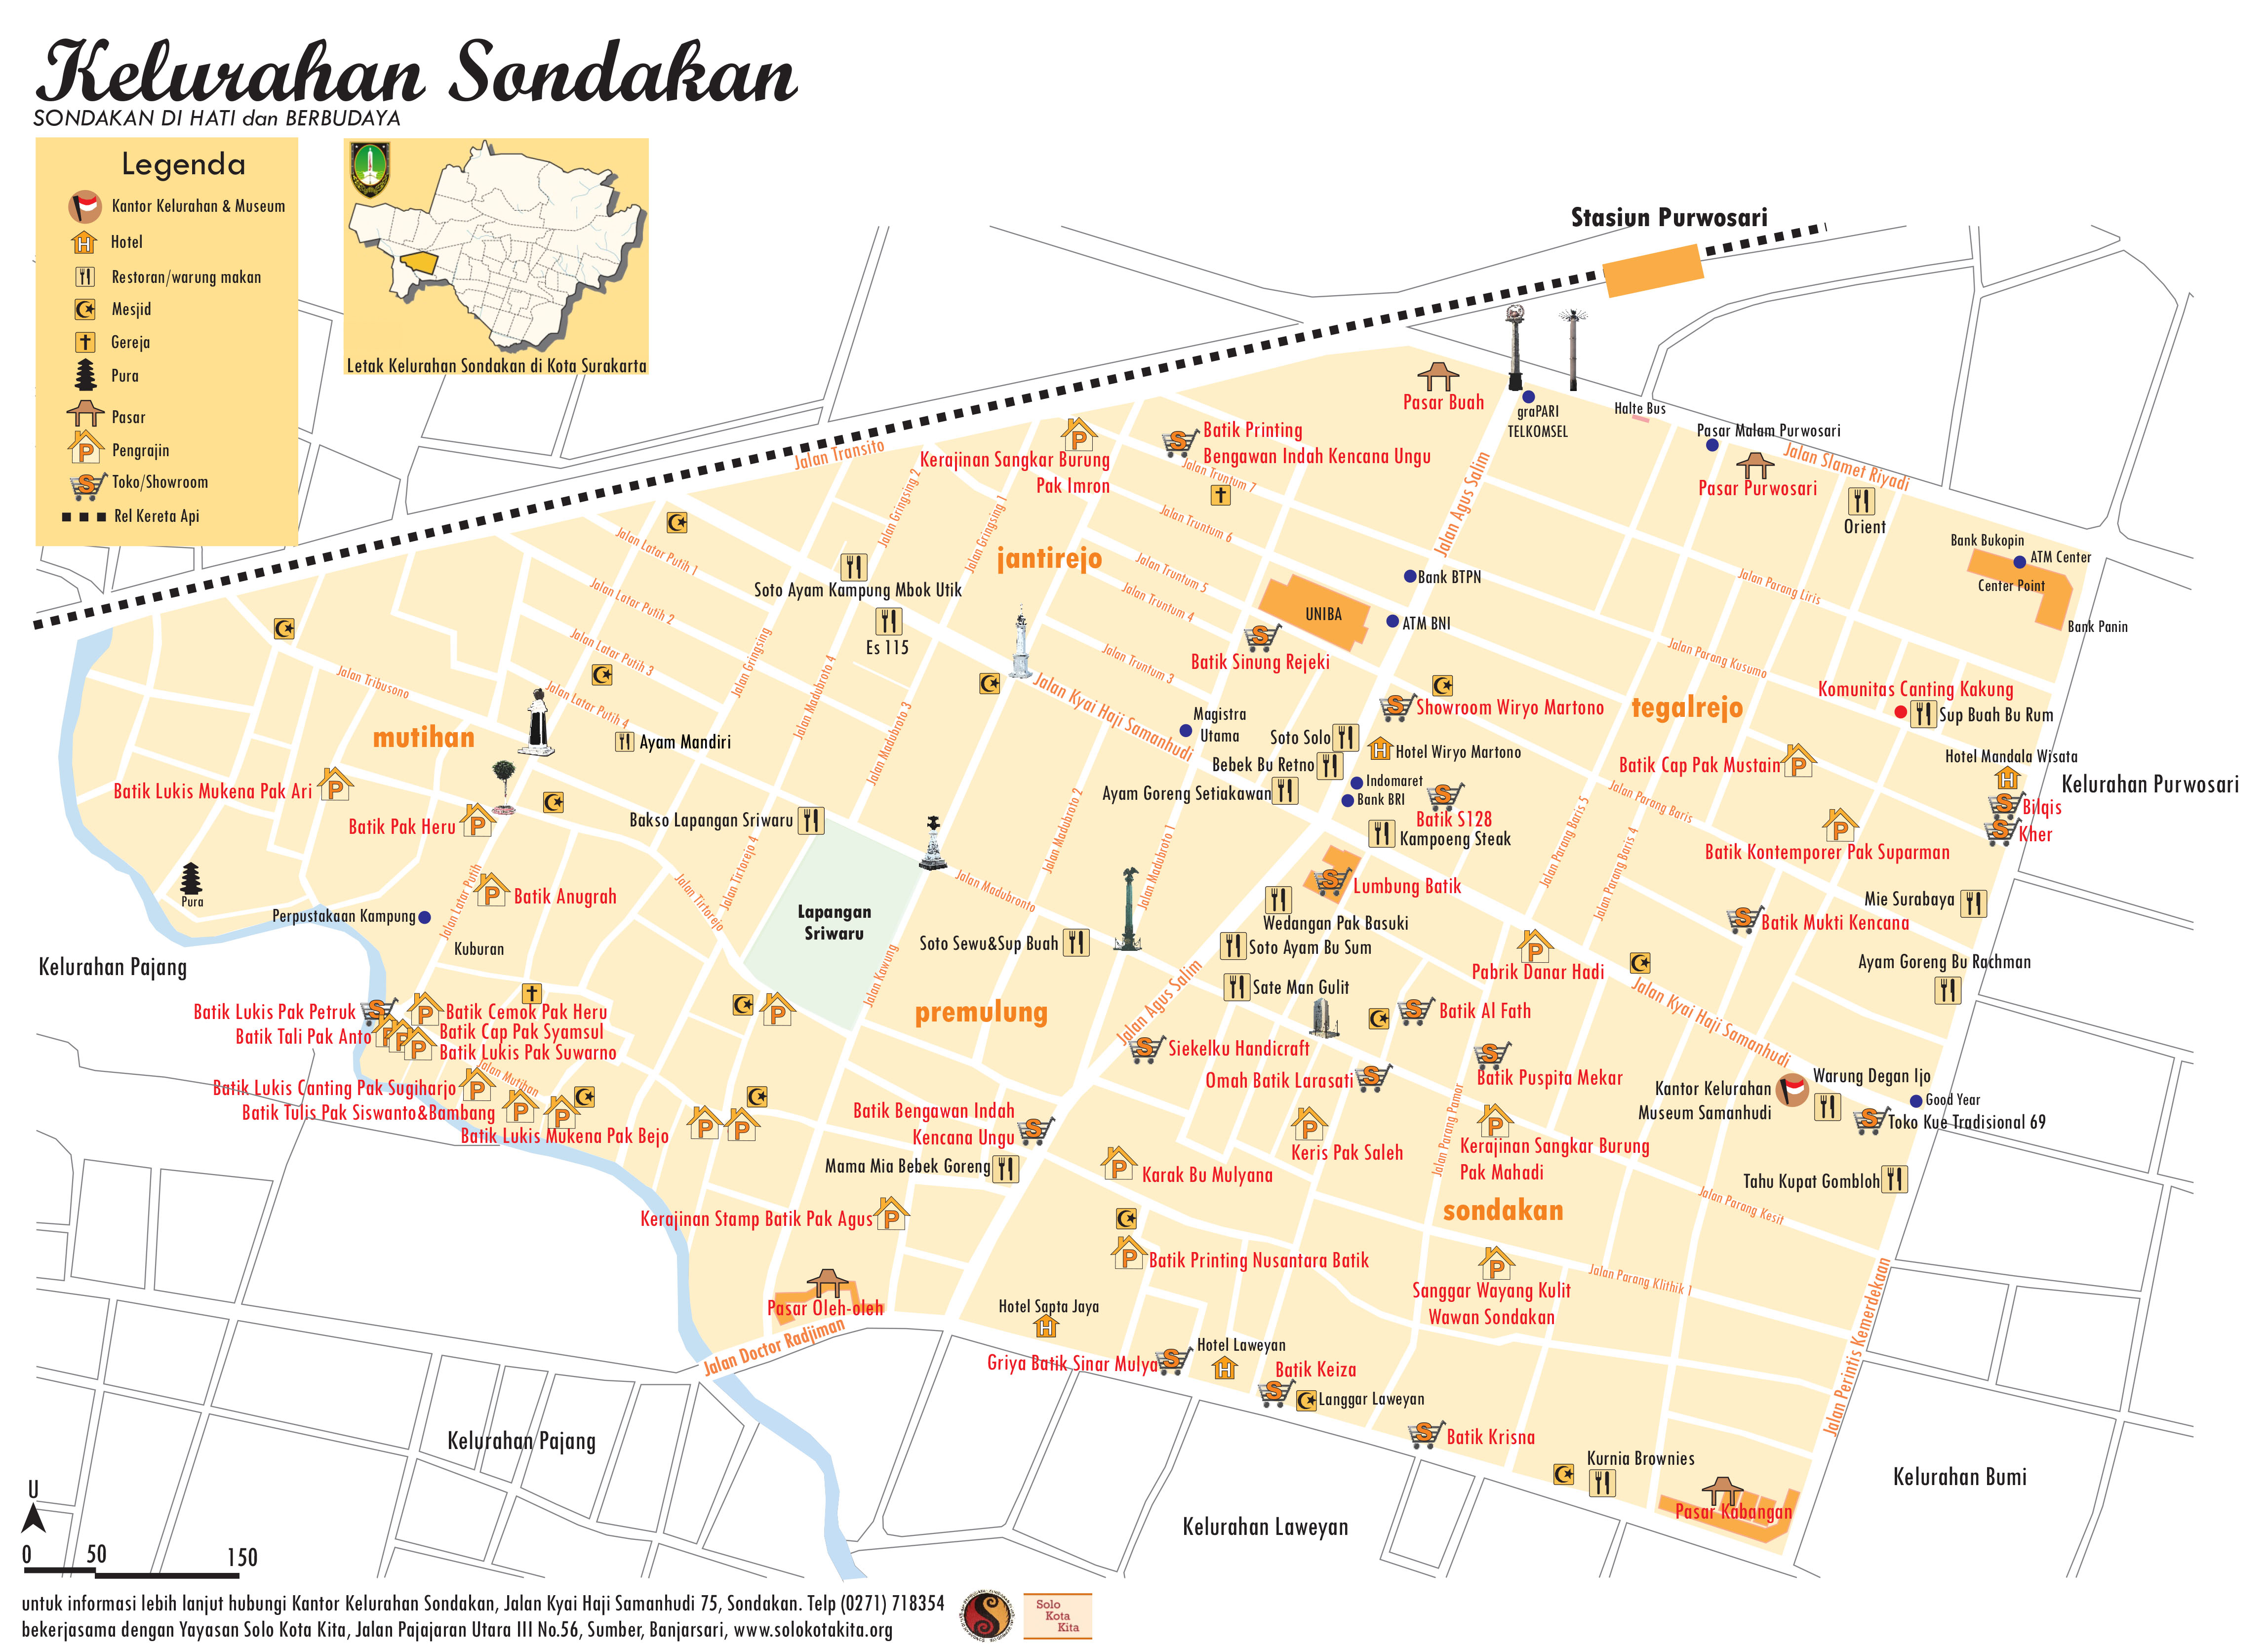 Kelurahan Sondakan
SONDAKAN DI HATI dan BERBUDAYA
Legenda
Kantor Kelurahan & Museum
Hotel
Restoran/warung makan
Mesjid
Gereja
Pura
Pasar
Pengrajin
Toko/Showroom
Rel Kereta Api
Letak Kelurahan Sondakan di Kota Surakarta
Stasiun Purwosari
Pasar Buah
graPARI
TELKOMSEL
Halte Bus
Pasar Malam Purwosari
Jalan Slamet Riyadi
Pasar Purwosari
Orient
Bank Bukopin
ATM Center
Center Point
Bank Panin
Jalan Transito
Kerajinan Sangkar Burung
Pak Imron
Batik Printing
Bengawan Indah Kencana Ungu
Jalan Truntum 7
Jalan Truntum 6
Jalan Truntum 5
Jalan Truntum 4
Jalan Truntum 3
Jalan Agus Salim
Jalan Gringsing 2
Jalan Gringsing 1
Jalan Gringsing
jantirejo
Jalan Latar Putih 1
Jalan Latar Putih 2
Jalan Latar Putih 3
Jalan Latar Putih 4
Soto Ayam Kampung Mbok Utik
Es 115
UNIBA
Bank BTPN
ATM BNI
Batik Sinung Rejeki
Jalan Parang Liris
Jalan Parang Kusumo
Jalan Tribusono
mutihan
Ayam Mandiri
Jalan Madubroto 4
Jalan Madubroto 3
Jalan Madubroto 2
Jalan Madubroto 1
Jalan Kyai Haji Samanhudi
Magistra
Utama
Showroom Wiryo Martono
Soto Solo
Hotel Wiryo Martono
Bebek Bu Retno
Indomaret
Bank BRI
Ayam Goreng Setiakawan
Batik S128
Kampoeng Steak
tegalrejo
Komunitas Canting Kakung
Sup Buah Bu Rum
Hotel Mandala Wisata
Batik Cap Pak Mustain
Kelurahan Purwosari
Bilqis
Kher
Jalan Parang Baris
Jalan Parang Baris 5
Jalan Parang Baris 4
Batik Kontemporer Pak Suparman
Mie Surabaya
Batik Mukti Kencana
Ayam Goreng Bu Rachman
Batik Lukis Mukena Pak Ari
Batik Pak Heru
Bakso Lapangan Sriwaru
Jalan Tirtorejo 4
Jalan Tirtorejo
Lapangan
Sriwaru
Jalan Madubronto
Jalan Kawung
Lumbung Batik
Wedangan Pak Basuki
Soto Ayam Bu Sum
Soto Sewu&Sup Buah
Sate Man Gulit
Pura
Batik Anugrah
Perpustakaan Kampung
Jalan Latar Putih
Kuburan
Kelurahan Pajang
Pabrik Danar Hadi
Jalan Kyai Haji Samanhudi
premulung
Jalan Agus Salim
Batik Al Fath
Batik Lukis Pak Petruk
Batik Cemok Pak Heru
Batik Tali Pak Anto
Batik Cap Pak Syamsul
Batik Lukis Pak Suwarno
Jalan Mutihan
Batik Lukis Canting Pak Sugiharjo
Batik Tulis Pak Siswanto&Bambang
Batik Lukis Mukena Pak Bejo
Siekelku Handicraft
Omah Batik Larasati
Batik Puspita Mekar
Kantor Kelurahan
Museum Samanhudi
Warung Degan Ijo
Good Year
Toko Kue Tradisional 69
Batik Bengawan Indah
Kencana Ungu
Keris Pak Saleh
Jalan Parang Pamor
Kerajinan Sangkar Burung
Pak Mahadi
Mama Mia Bebek Goreng
Karak Bu Mulyana
Tahu Kupat Gombloh
Jalan Parang Kesit
sondakan
Kerajinan Stamp Batik Pak Agus
Batik Printing Nusantara Batik
Sanggar Wayang Kulit
Wawan Sondakan
Jalan Parang Klithik 1
Jalan Perintis Kemerdekaan
Pasar Oleh-oleh
Jalan Doctor Radjiman
Hotel Sapta Jaya
Hotel Laweyan
Griya Batik Sinar Mulya
Batik Keiza
Langgar Laweyan
Batik Krisna
Kurnia Brownies
Pasar Kabangan
Kelurahan Pajang
Kelurahan Laweyan
Kelurahan Bumi
U
0 50 150
untuk informasi lebih lanjut hubungi Kantor Kelurahan Sondakan, Jalan Kyai Haji Samanhudi 75, Sondakan. Telp (0271) 718354
bekerjasama dengan Yayasan Solo Kota Kita, Jalan Pajajaran Utara III No.56, Sumber, Banjarsari, www.solokotakita.org
Solo
Kota
Kita